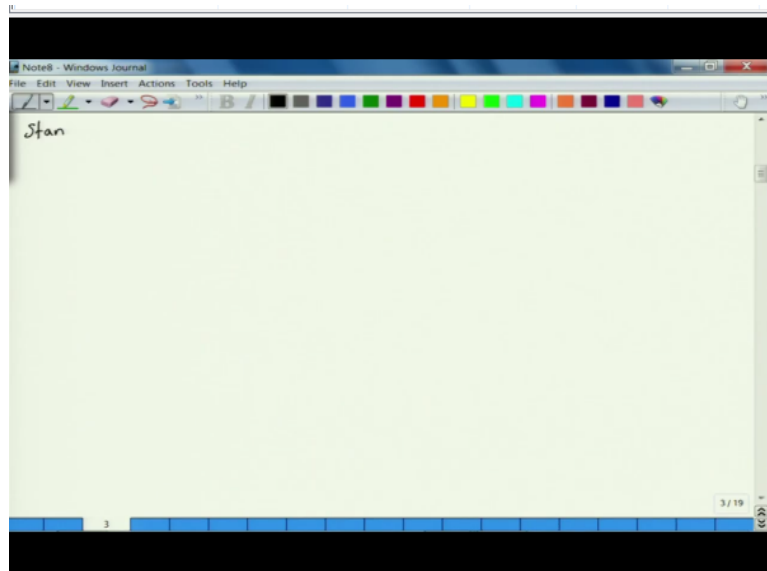 Note8 - Windows Journal
File Edit View Insert Actions Tools Help
B I
Stan
3 / 19
3